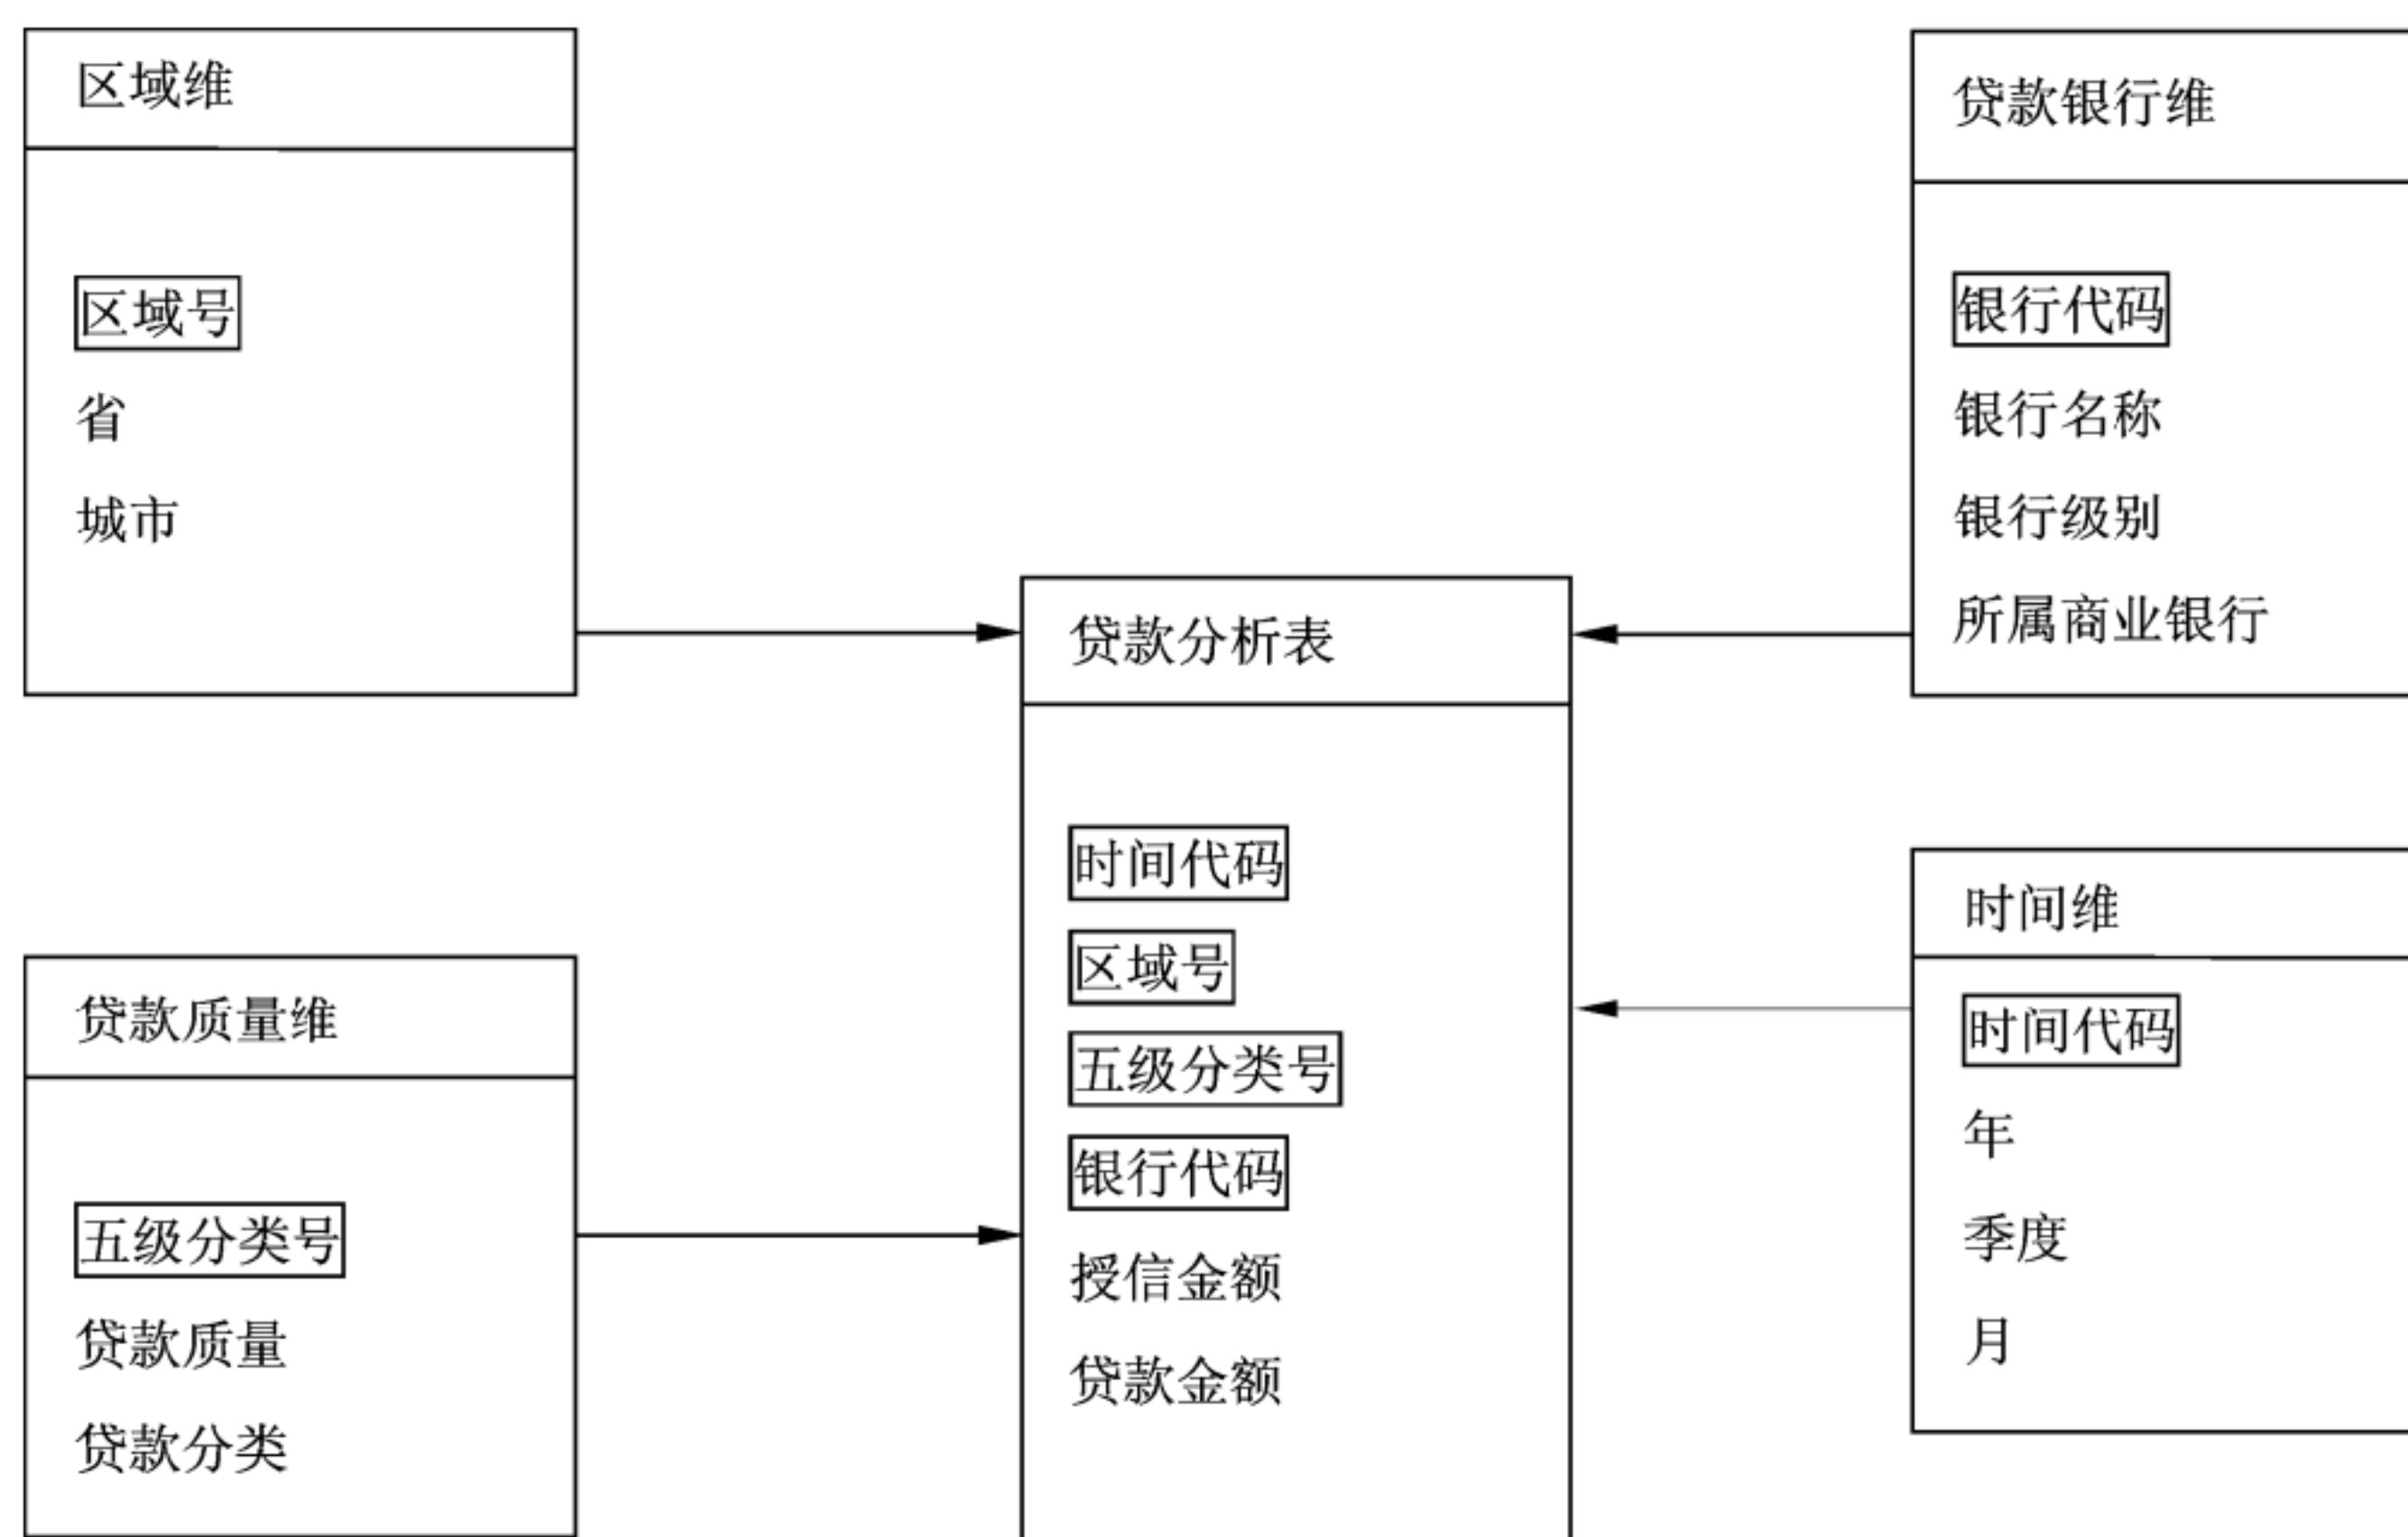 区域维
区域号
省
城市
贷款银行维
银行代码
银行名称
银行级别
所属商业银行
贷款分析表
时间代码
区域号
五级分类号
银行代码
授信金额
贷款金额
贷款质量维
五级分类号
贷款质量
贷款分类
时间维
时间代码
年
季度
月